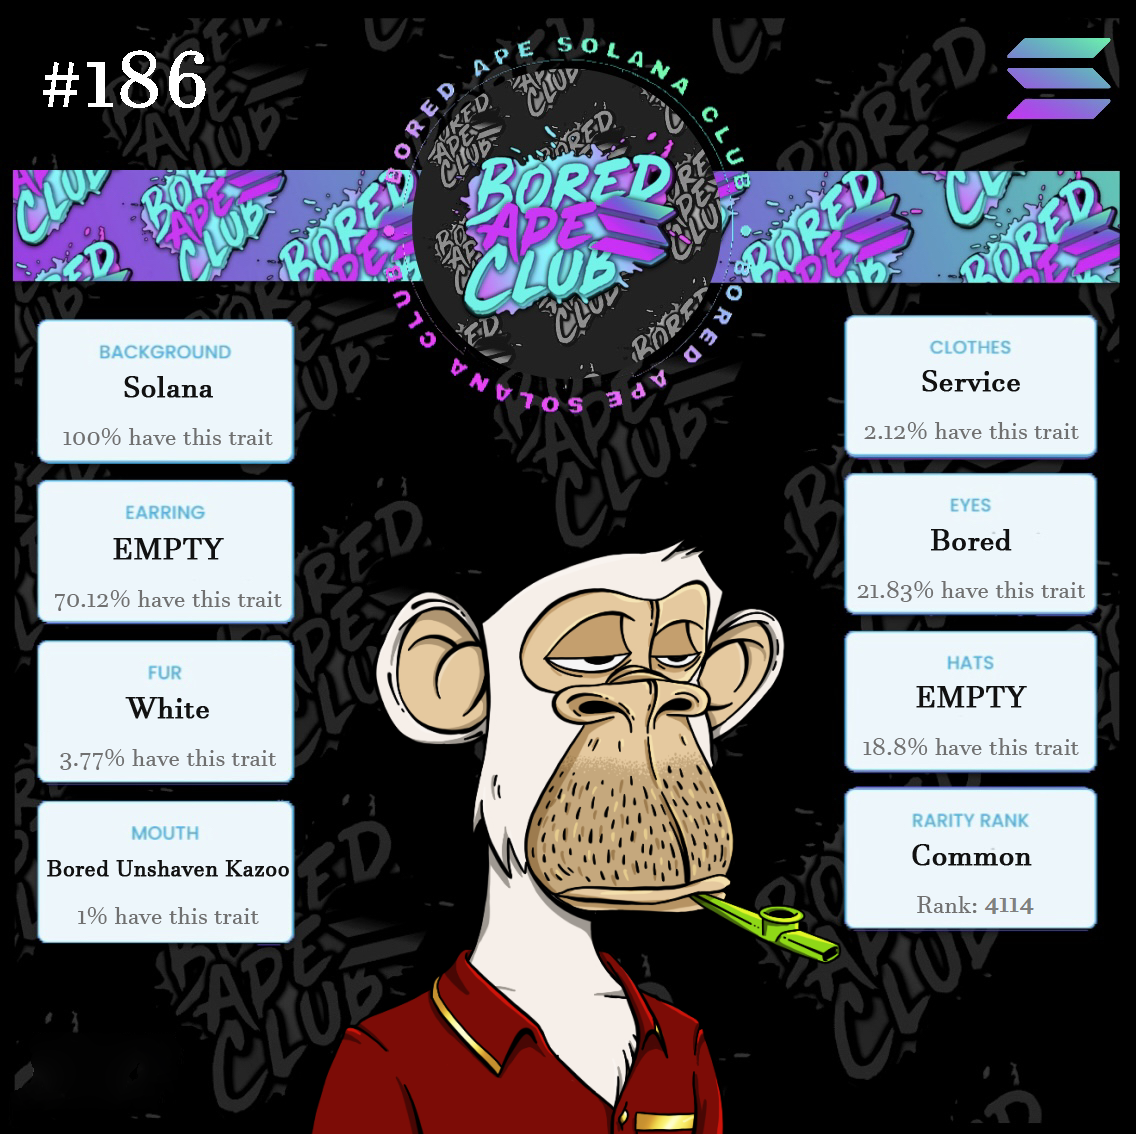 #186
BORED APE SOLANA CLUB
BORED
APE
CLUB
BORED APE SOLANA CLUB
BACKGROUND
Solana
100% have this trait
EARRING
EMPTY
70.12% have this trait
FUR
White
3.77% have this trait
MOUTH
Bored Unshaven Kazoo
1% have this trait
CLOTHES
Service
2.12% have this trait
EYES
Bored
21.83% have this trait
HATS
EMPTY
18.8% have this trait
RARITY RANK
Common
Rank: 4114